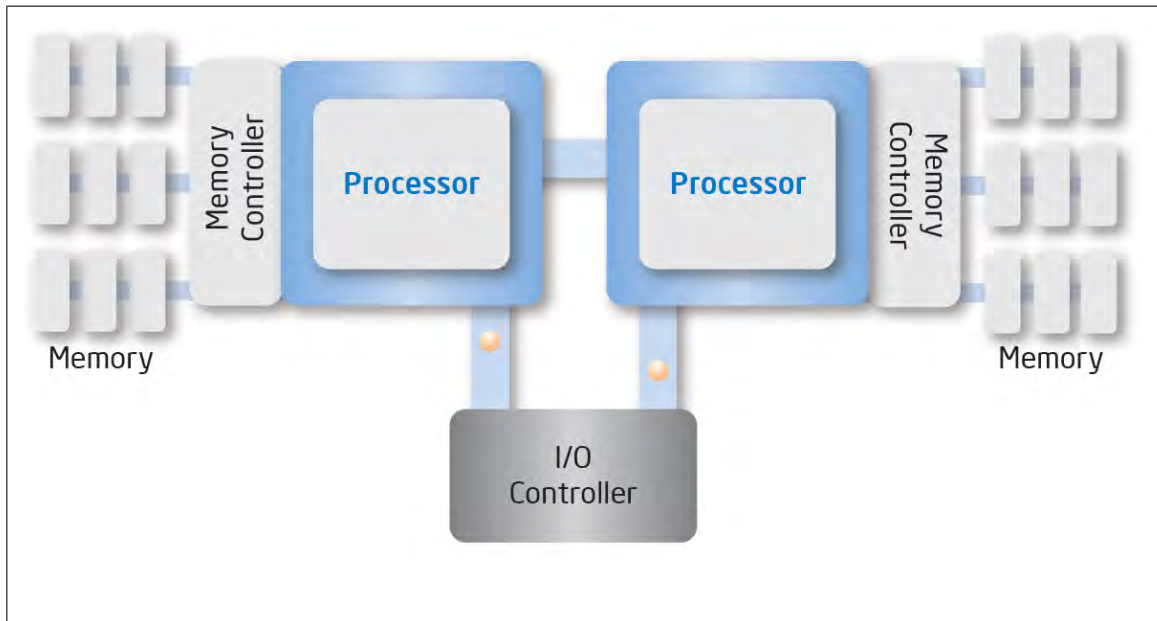 Memory
Controller
Processor
Processor
Memory
Controller
Memory
Memory
I/O
Controller